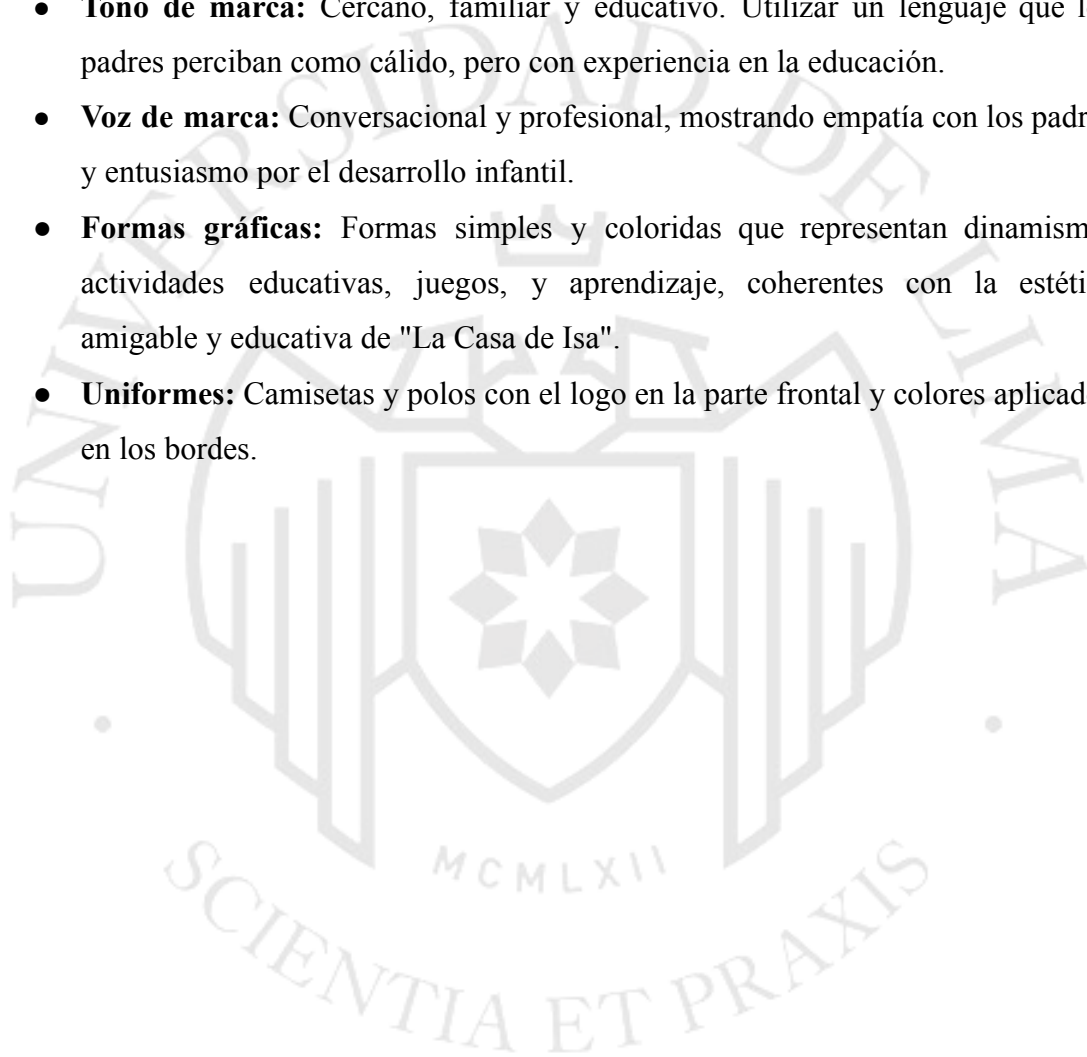 ● Tono de marca: Cercano, familiar y educativo. Utilizar un lenguaje que l
padres perciban como cálido, pero con experiencia en la educación.
● Voz de marca: Conversacional y profesional, mostrando empatía con los padr
y entusiasmo por el desarrollo infantil.
● Formas gráficas: Formas simples y coloridas que representan dinamism
actividades educativas, juegos, y aprendizaje, coherentes con la estéti
amigable y educativa de "La Casa de Isa".
● Uniformes: Camisetas y polos con el logo en la parte frontal y colores aplicad
en los bordes.
UNIVERSIDAD DE LIMA
MCMLXII
SCIENTIA ET PRAXIS